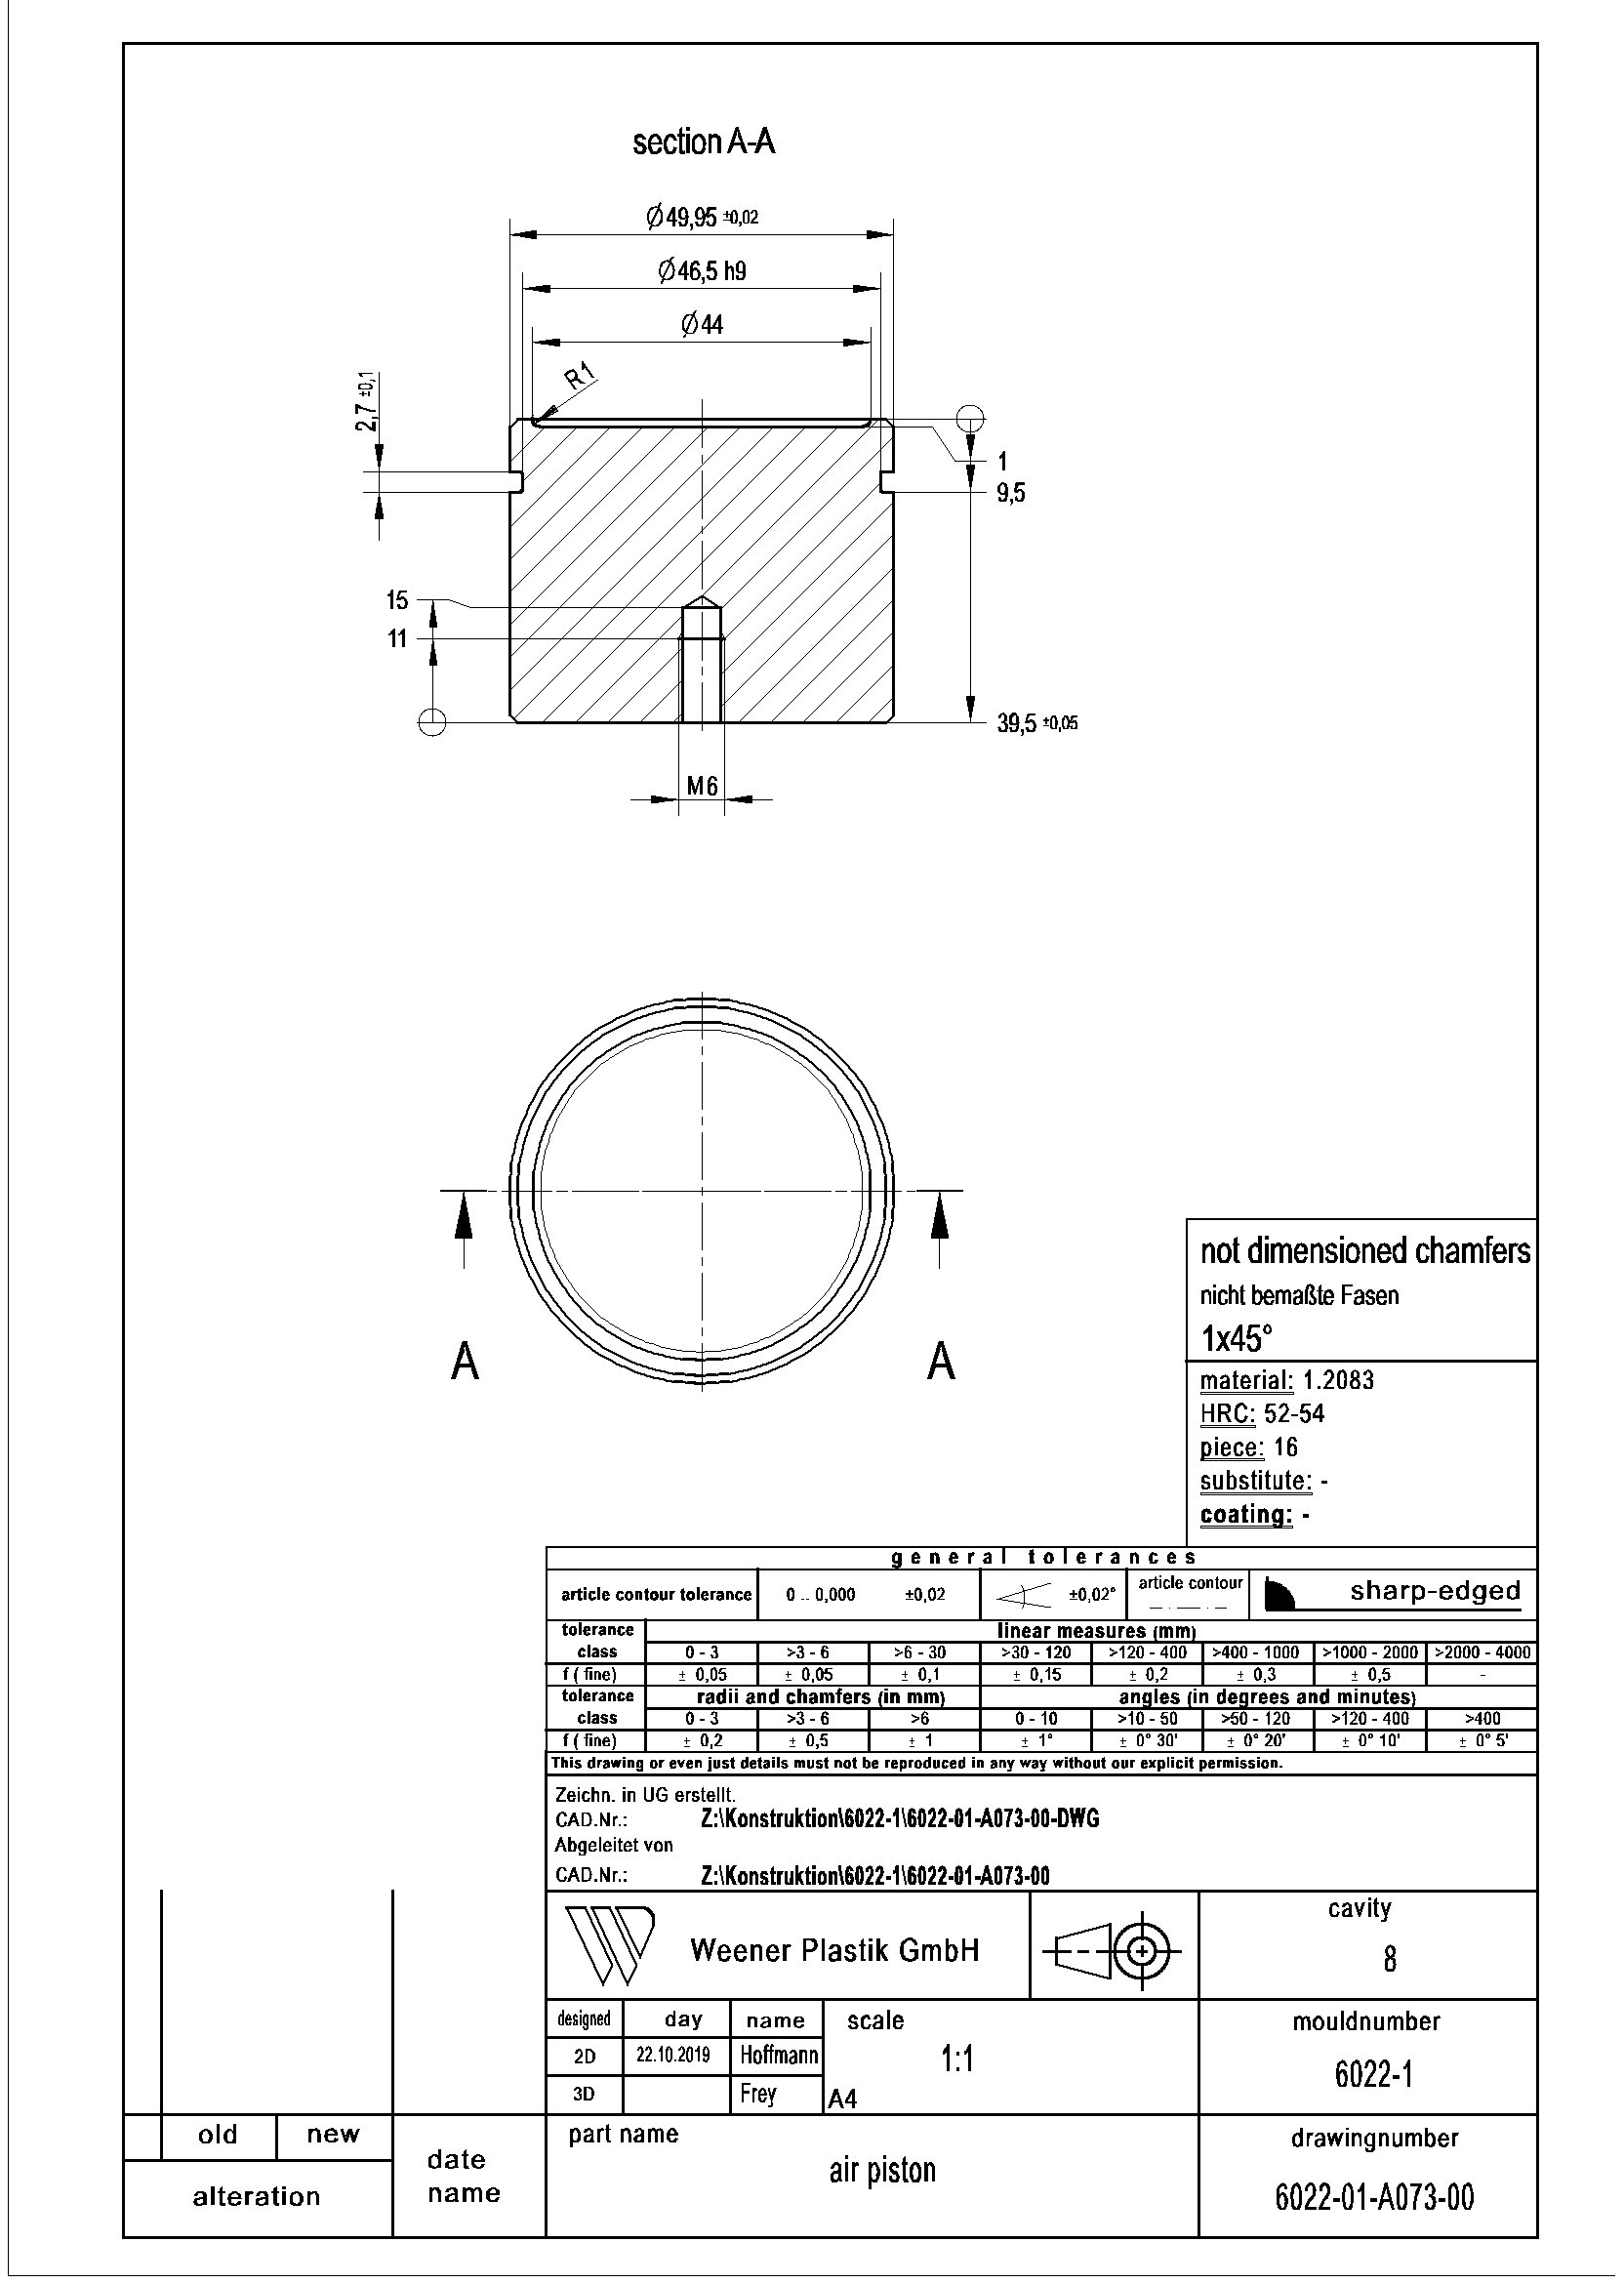 section A-A
Ø49,95 ±0,02
Ø46,5 h9
Ø44
R1
2,7 ±0,1
1
9,5
15
11
39,5 ±0,05
M6
A A
not dimensioned chamfers
nicht bemaßte Fasen
1x45°
material: 1.2083
HRC: 52-54
piece: 16
substitute: -
coating: -
general tolerances
article contour tolerance 0 .. 0,000 ±0,02 ±0,02° article contour sharp-edged
tolerance class linear measures (mm)
0 - 3 >3 - 6 >6 - 30 >30 - 120 >120 - 400 >400 - 1000 >1000 - 2000 >2000 - 4000
f ( fine) ± 0,05 ± 0,05 ± 0,1 ± 0,15 ± 0,2 ± 0,3 ± 0,5 -
tolerance class radii and chamfers (in mm) angles (in degrees and minutes)
0 - 3 >3 - 6 >6 0 - 10 >10 - 50 >50 - 120 >120 - 400 >400
f ( fine) ± 0,2 ± 0,5 ± 1 ± 1° ± 0° 30' ± 0° 20' ± 0° 10' ± 0° 5'
This drawing or even just details must not be reproduced in any way without our explicit permission.
Zeichn. in UG erstellt.
CAD.Nr.: Z:\Konstruktion\6022-1\6022-01-A073-00-DWG
Abgeleitet von
CAD.Nr.: Z:\Konstruktion\6022-1\6022-01-A073-00
Weener Plastik GmbH
cavity
8
designed day name scale
2D 22.10.2019 Hoffmann 1:1
3D Frey A4
mouldnumber
6022-1
old new
alteration
date
name
part name
air piston
drawingnumber
6022-01-A073-00